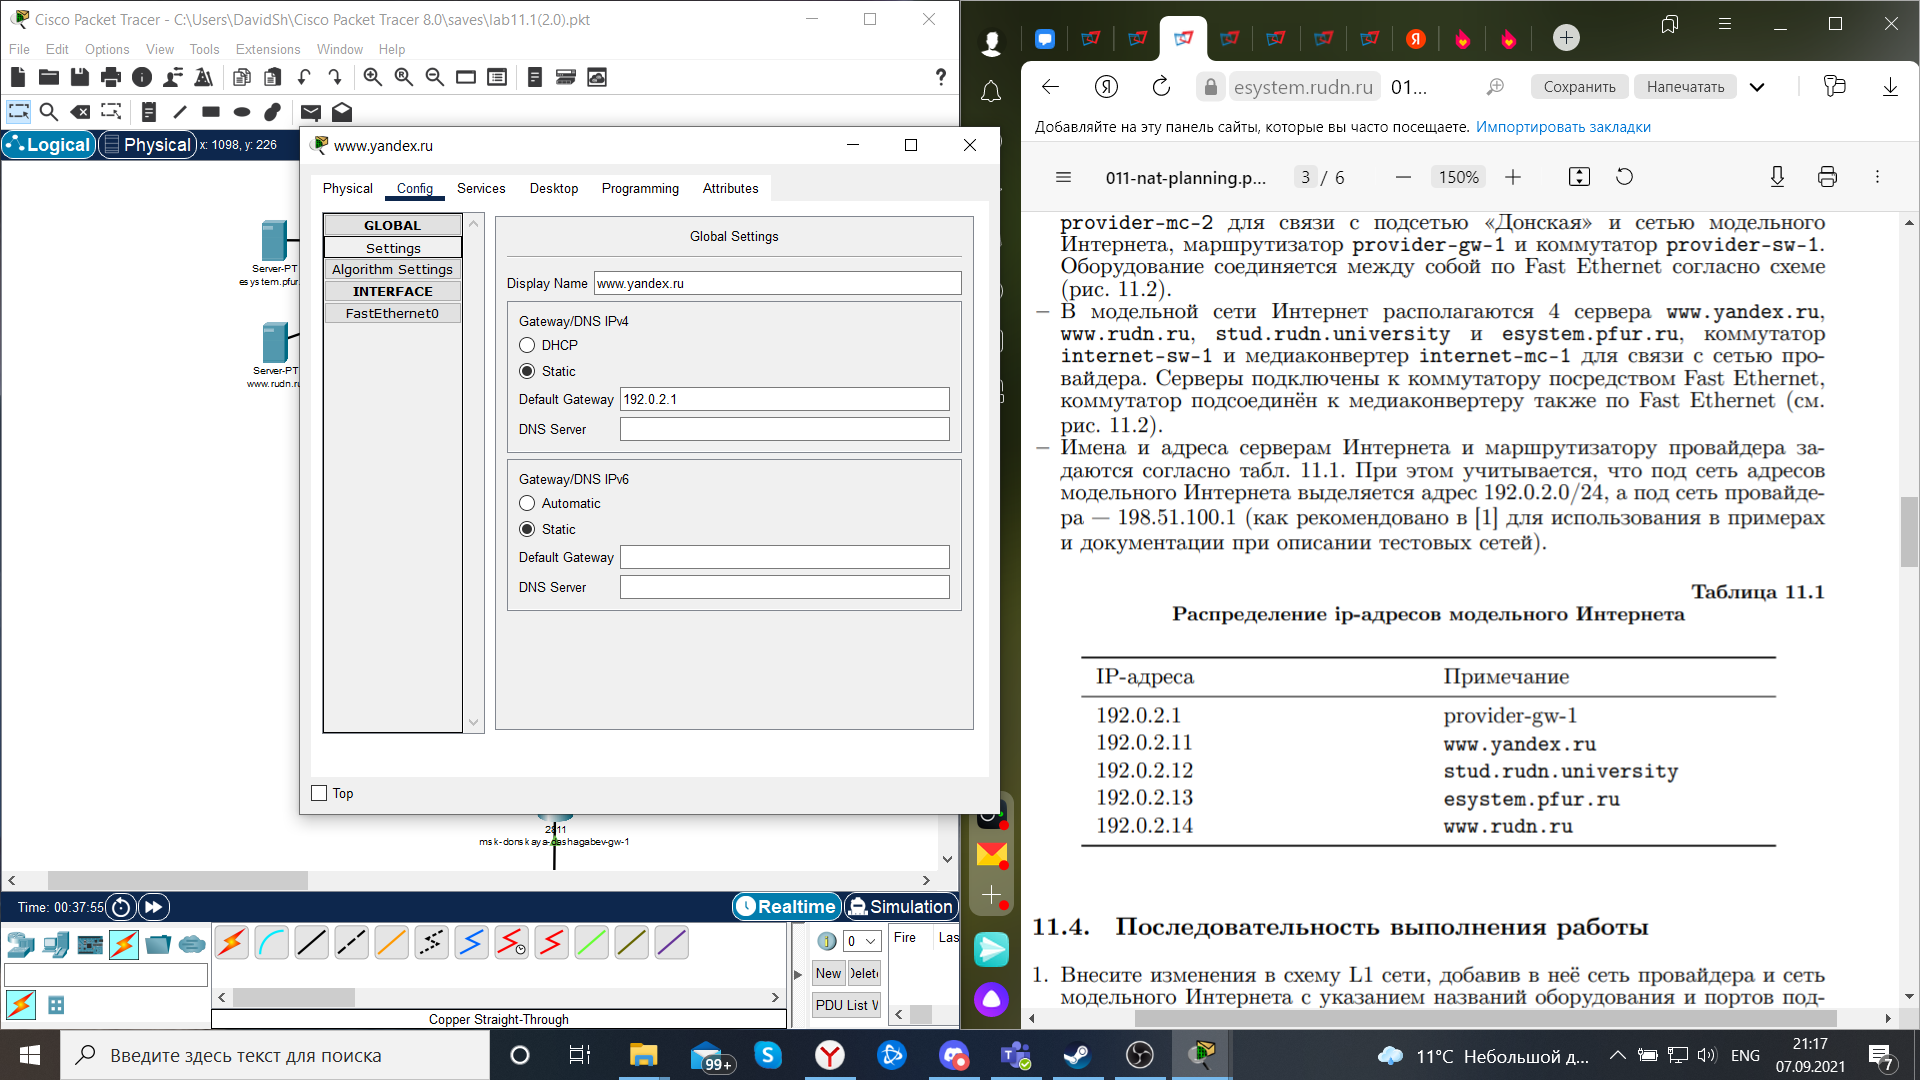 Cisco Packet Tracer - C:\Users\DavidSh\Cisco Packet Tracer 8.0\saves\lab11.1(2.0).pkt
File Edit Options View Tools Extensions Window Help
Logical
Physical
x: 1098, y: 226
Server-PT
esystem.pfur.
Server-PT
www.rudn.ru
www.yandex.ru
Physical Config Services Desktop Programming Attributes
GLOBAL
Settings
Algorithm Settings
INTERFACE
FastEthernet0
Global Settings
Display Name www.yandex.ru
Gateway/DNS IPv4
DHCP
Static
Default Gateway 192.0.2.1
DNS Server
Gateway/DNS IPv6
Automatic
Static
Default Gateway
DNS Server
Top
2811
msk-donskaya-dashagabev-gw-1
Time: 00:37:55
Realtime
Simulation
0
Fire Las
New
PDU List W
Copper Straight-Through
esystem.rudn.ru 01...
Сохранить
Напечатать
Добавляйте на эту панель сайты, которые вы часто посещаете. Импортировать закладки
011-nat-planning.p...
3 / 6
150%
provider-mc-2 для связи с подсетью «Донская» и сетью модельного
Интернета, маршрутизатор provider-gw-1 и коммутатор provider-sw-1.
Оборудование соединяется между собой по Fast Ethernet согласно схеме
(рис. 11.2).
– В модельной сети Интернет располагаются 4 сервера www.yandex.ru,
www.rudn.ru, stud.rudn.university и esystem.pfur.ru, коммутатор
internet-sw-1 и медиаконвертер internet-mc-1 для связи с сетью про-
вайдера. Серверы подключены к коммутатору посредством Fast Ethernet,
коммутатор подсоединён к медиаконвертеру также по Fast Ethernet (см.
рис. 11.2).
– Имена и адреса серверам Интернета и маршрутизатору провайдера за-
даются согласно табл. 11.1. При этом учитывается, что под сеть адресов
модельного Интернета выделяется адрес 192.0.2.0/24, а под сеть провайде-
ра — 198.51.100.1 (как рекомендовано в [1] для использования в примерах
и документации при описании тестовых сетей).
Таблица 11.1
Распределение ip-адресов модельного Интернета
IP-адреса Примечание
192.0.2.1 provider-gw-1
192.0.2.11 www.yandex.ru
192.0.2.12 stud.rudn.university
192.0.2.13 esystem.pfur.ru
192.0.2.14 www.rudn.ru
11.4. Последовательность выполнения работы
1. Внесите изменения в схему L1 сети, добавив в неё сеть провайдера и сеть
модельного Интернета с указанием названий оборудования и портов под-
Введите здесь текст для поиска
99+
11°C Небольшой д...
ENG
21:17
07.09.2021
7